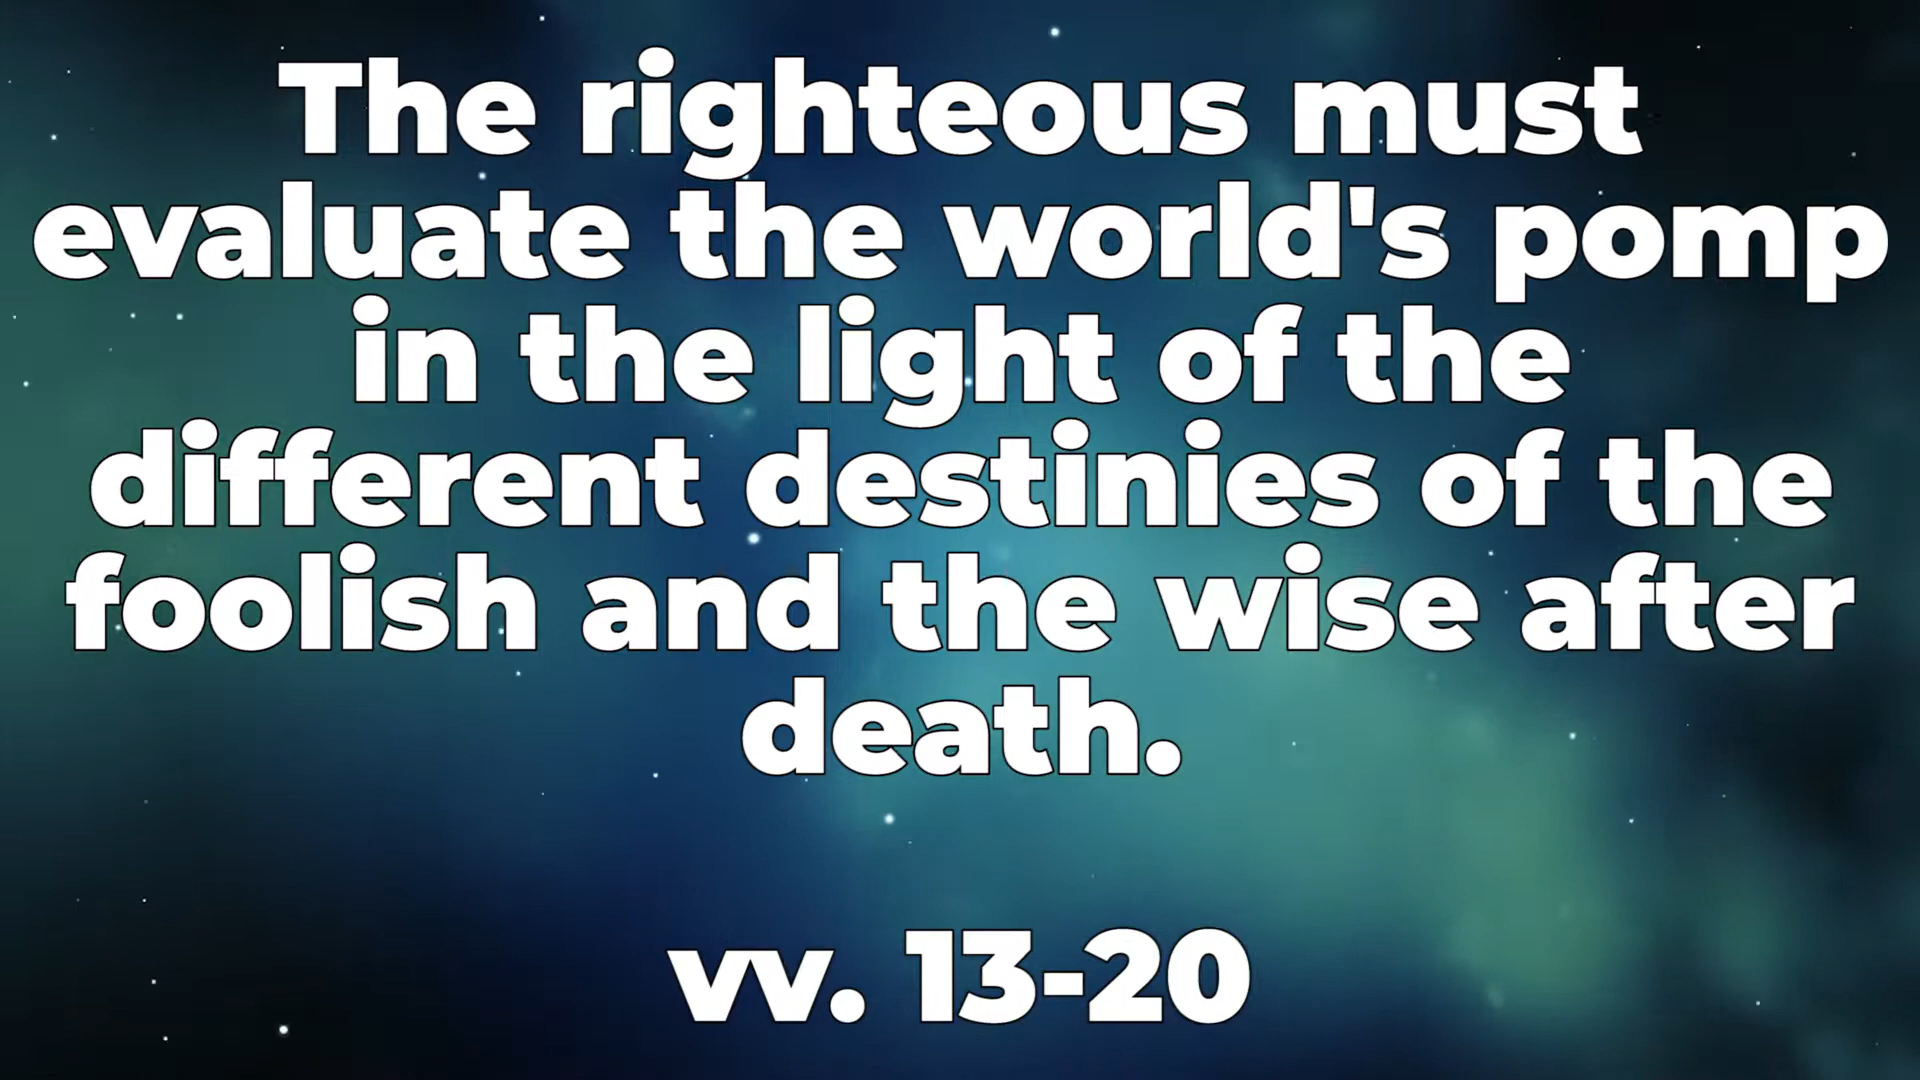 The righteous must
evaluate the world's pomp
in the light of the
different destinies of the
foolish and the wise after
death.
vv. 13-20